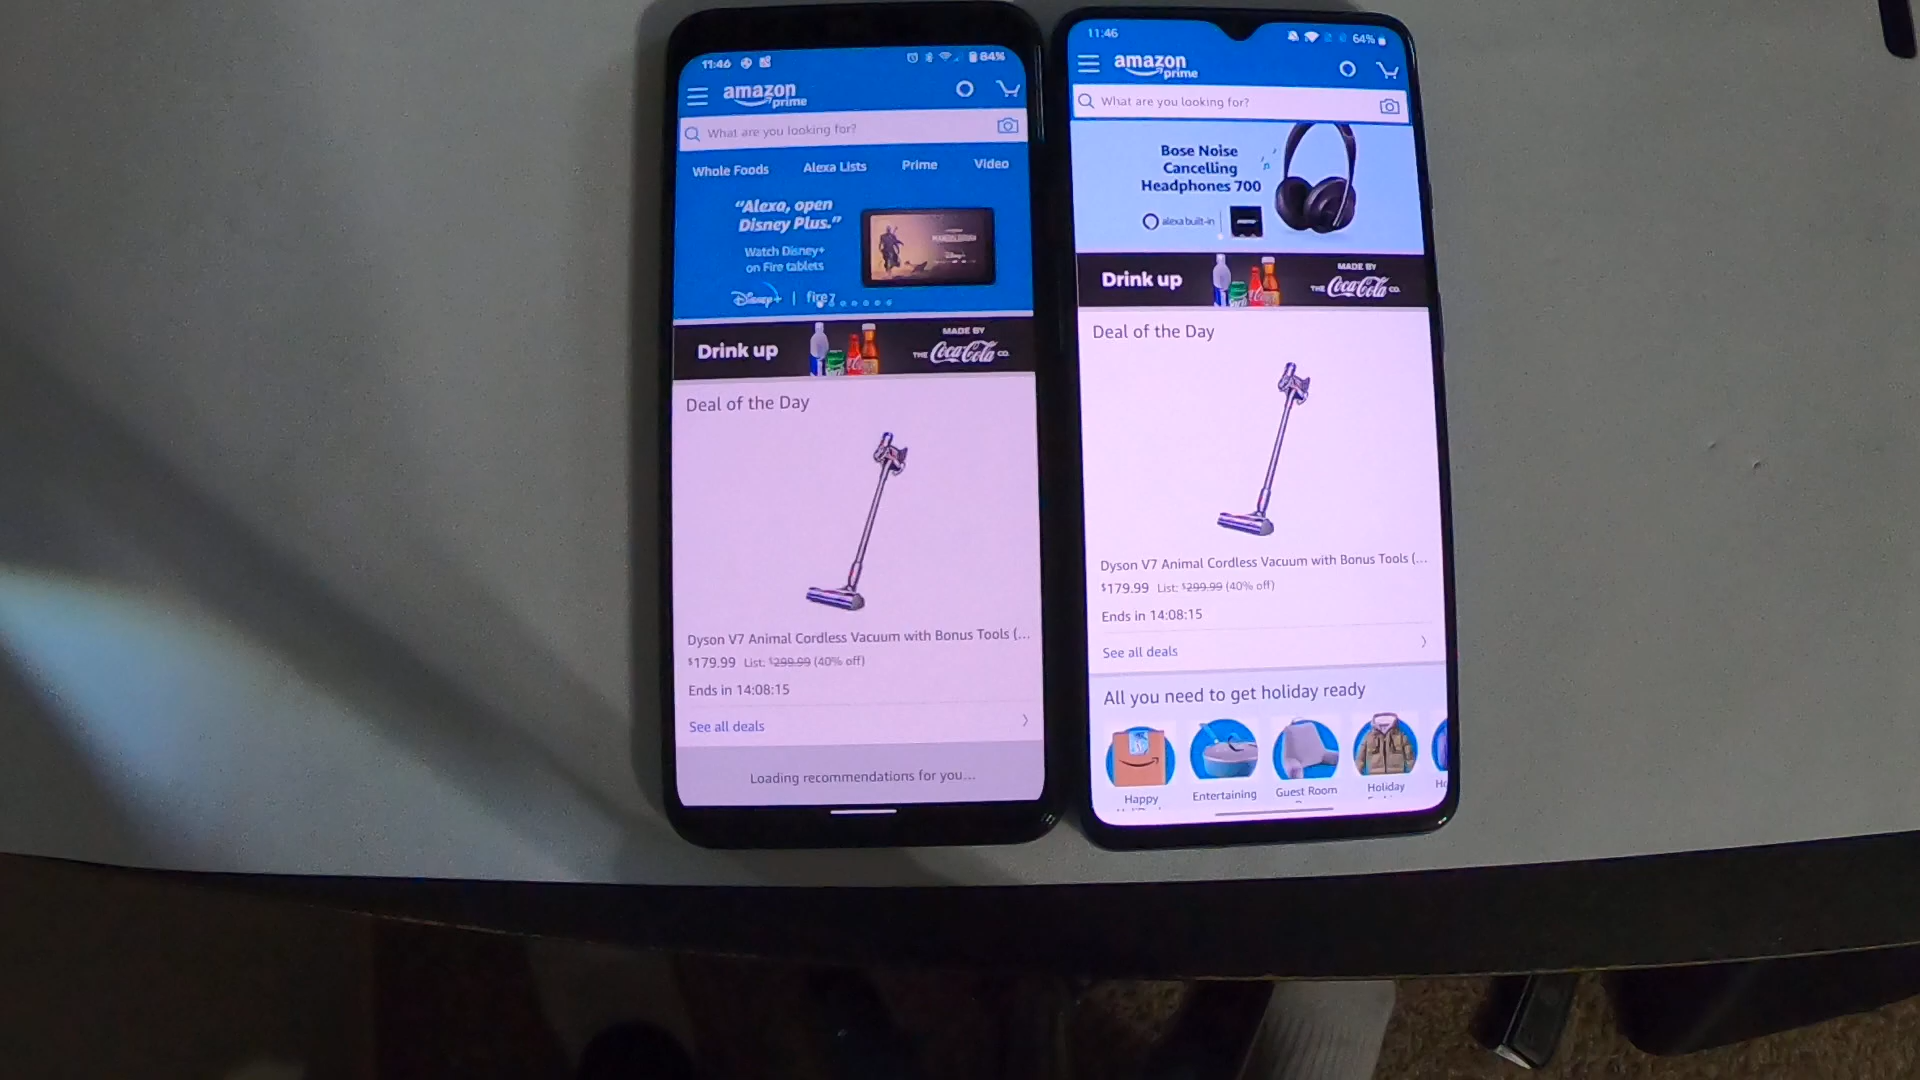 11:46
84%
amazon
prime
What are you looking for?
Whole Foods
Alexa Lists
Prime
Video
"Alexa, open
Disney Plus."
Watch Disney+
on Fire tablets
Disney+ | fire 7
Drink up
MADE BY
THE Coca-Cola CO.
Deal of the Day
Dyson V7 Animal Cordless Vacuum with Bonus Tools (...
$179.99 List: $299.99 (40% off)
Ends in 14:08:15
See all deals
Loading recommendations for you...
11:46
64%
amazon
prime
What are you looking for?
Bose Noise
Cancelling
Headphones 700
alexa built-in
Drink up
MADE BY
THE Coca-Cola CO.
Deal of the Day
Dyson V7 Animal Cordless Vacuum with Bonus Tools (...
$179.99 List: $299.99 (40% off)
Ends in 14:08:15
See all deals
All you need to get holiday ready
Happy
Entertaining
Guest Room
Holiday